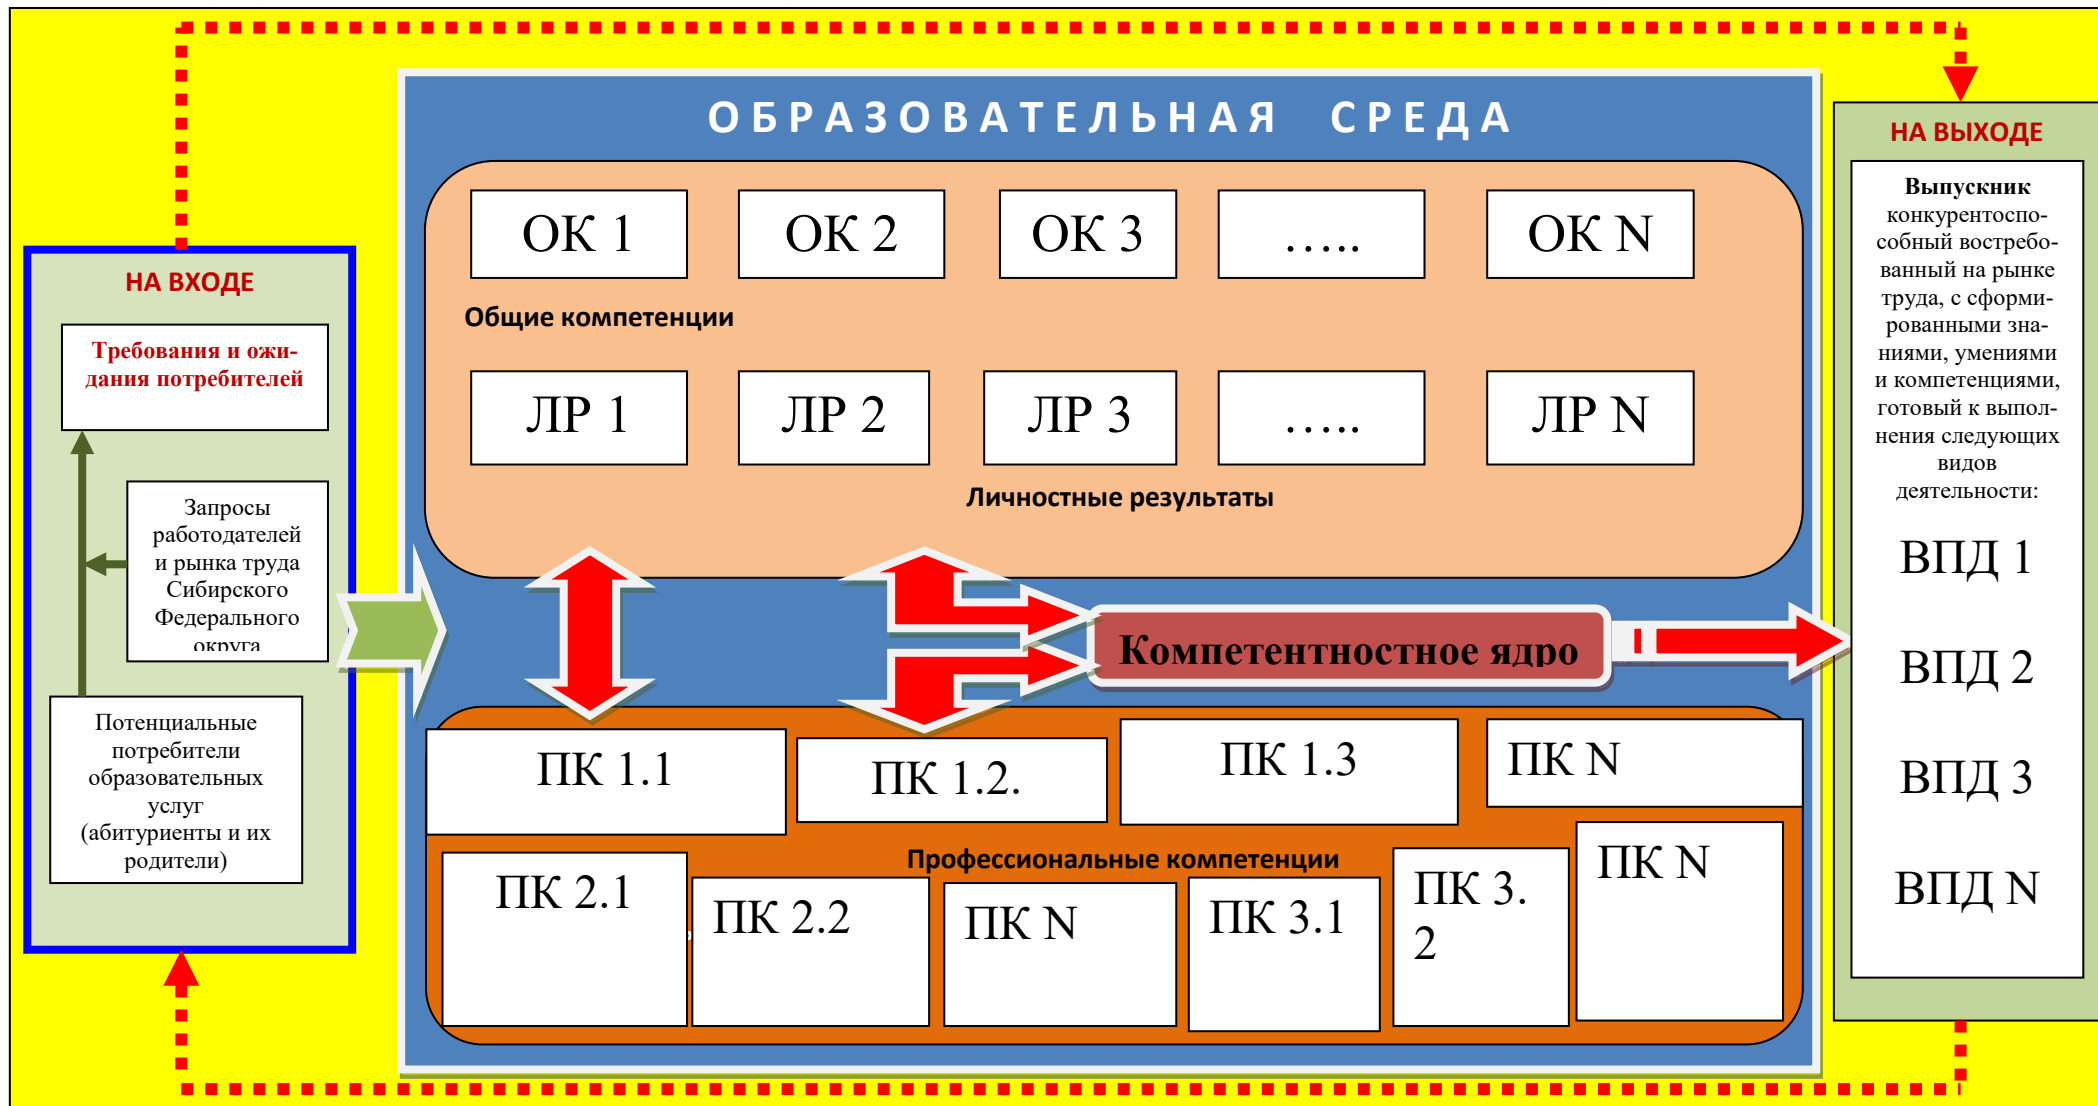 ОБРАЗОВАТЕЛЬНАЯ СРЕДА
НА ВХОДЕ
Требования и ожи-
дания потребителей
Запросы
работодателей
и рынка труда
Сибирского
Федерального
округа
Потенциальные
потребители
образовательных
услуг
(абитуриенты и их
родители)
ОК 1
ОК 2
ОК 3
…..
ОК N
Общие компетенции
ЛР 1
ЛР 2
ЛР 3
…..
ЛР N
Личностные результаты
Компетентностное ядро
ПК 1.1
ПК 1.2.
ПК 1.3
ПК N
Профессиональные компетенции
ПК 2.1
ПК 2.2
ПК N
ПК 3.1
ПК 3.
2
ПК N
НА ВЫХОДЕ
Выпускник
конкурентоспо-
собный востребо-
ванный на рынке
труда, с сформи-
рованными зна-
ниями, умениями
и компетенциями,
готовый к выпол-
нения следующих
видов
деятельности:
ВПД 1
ВПД 2
ВПД 3
ВПД N